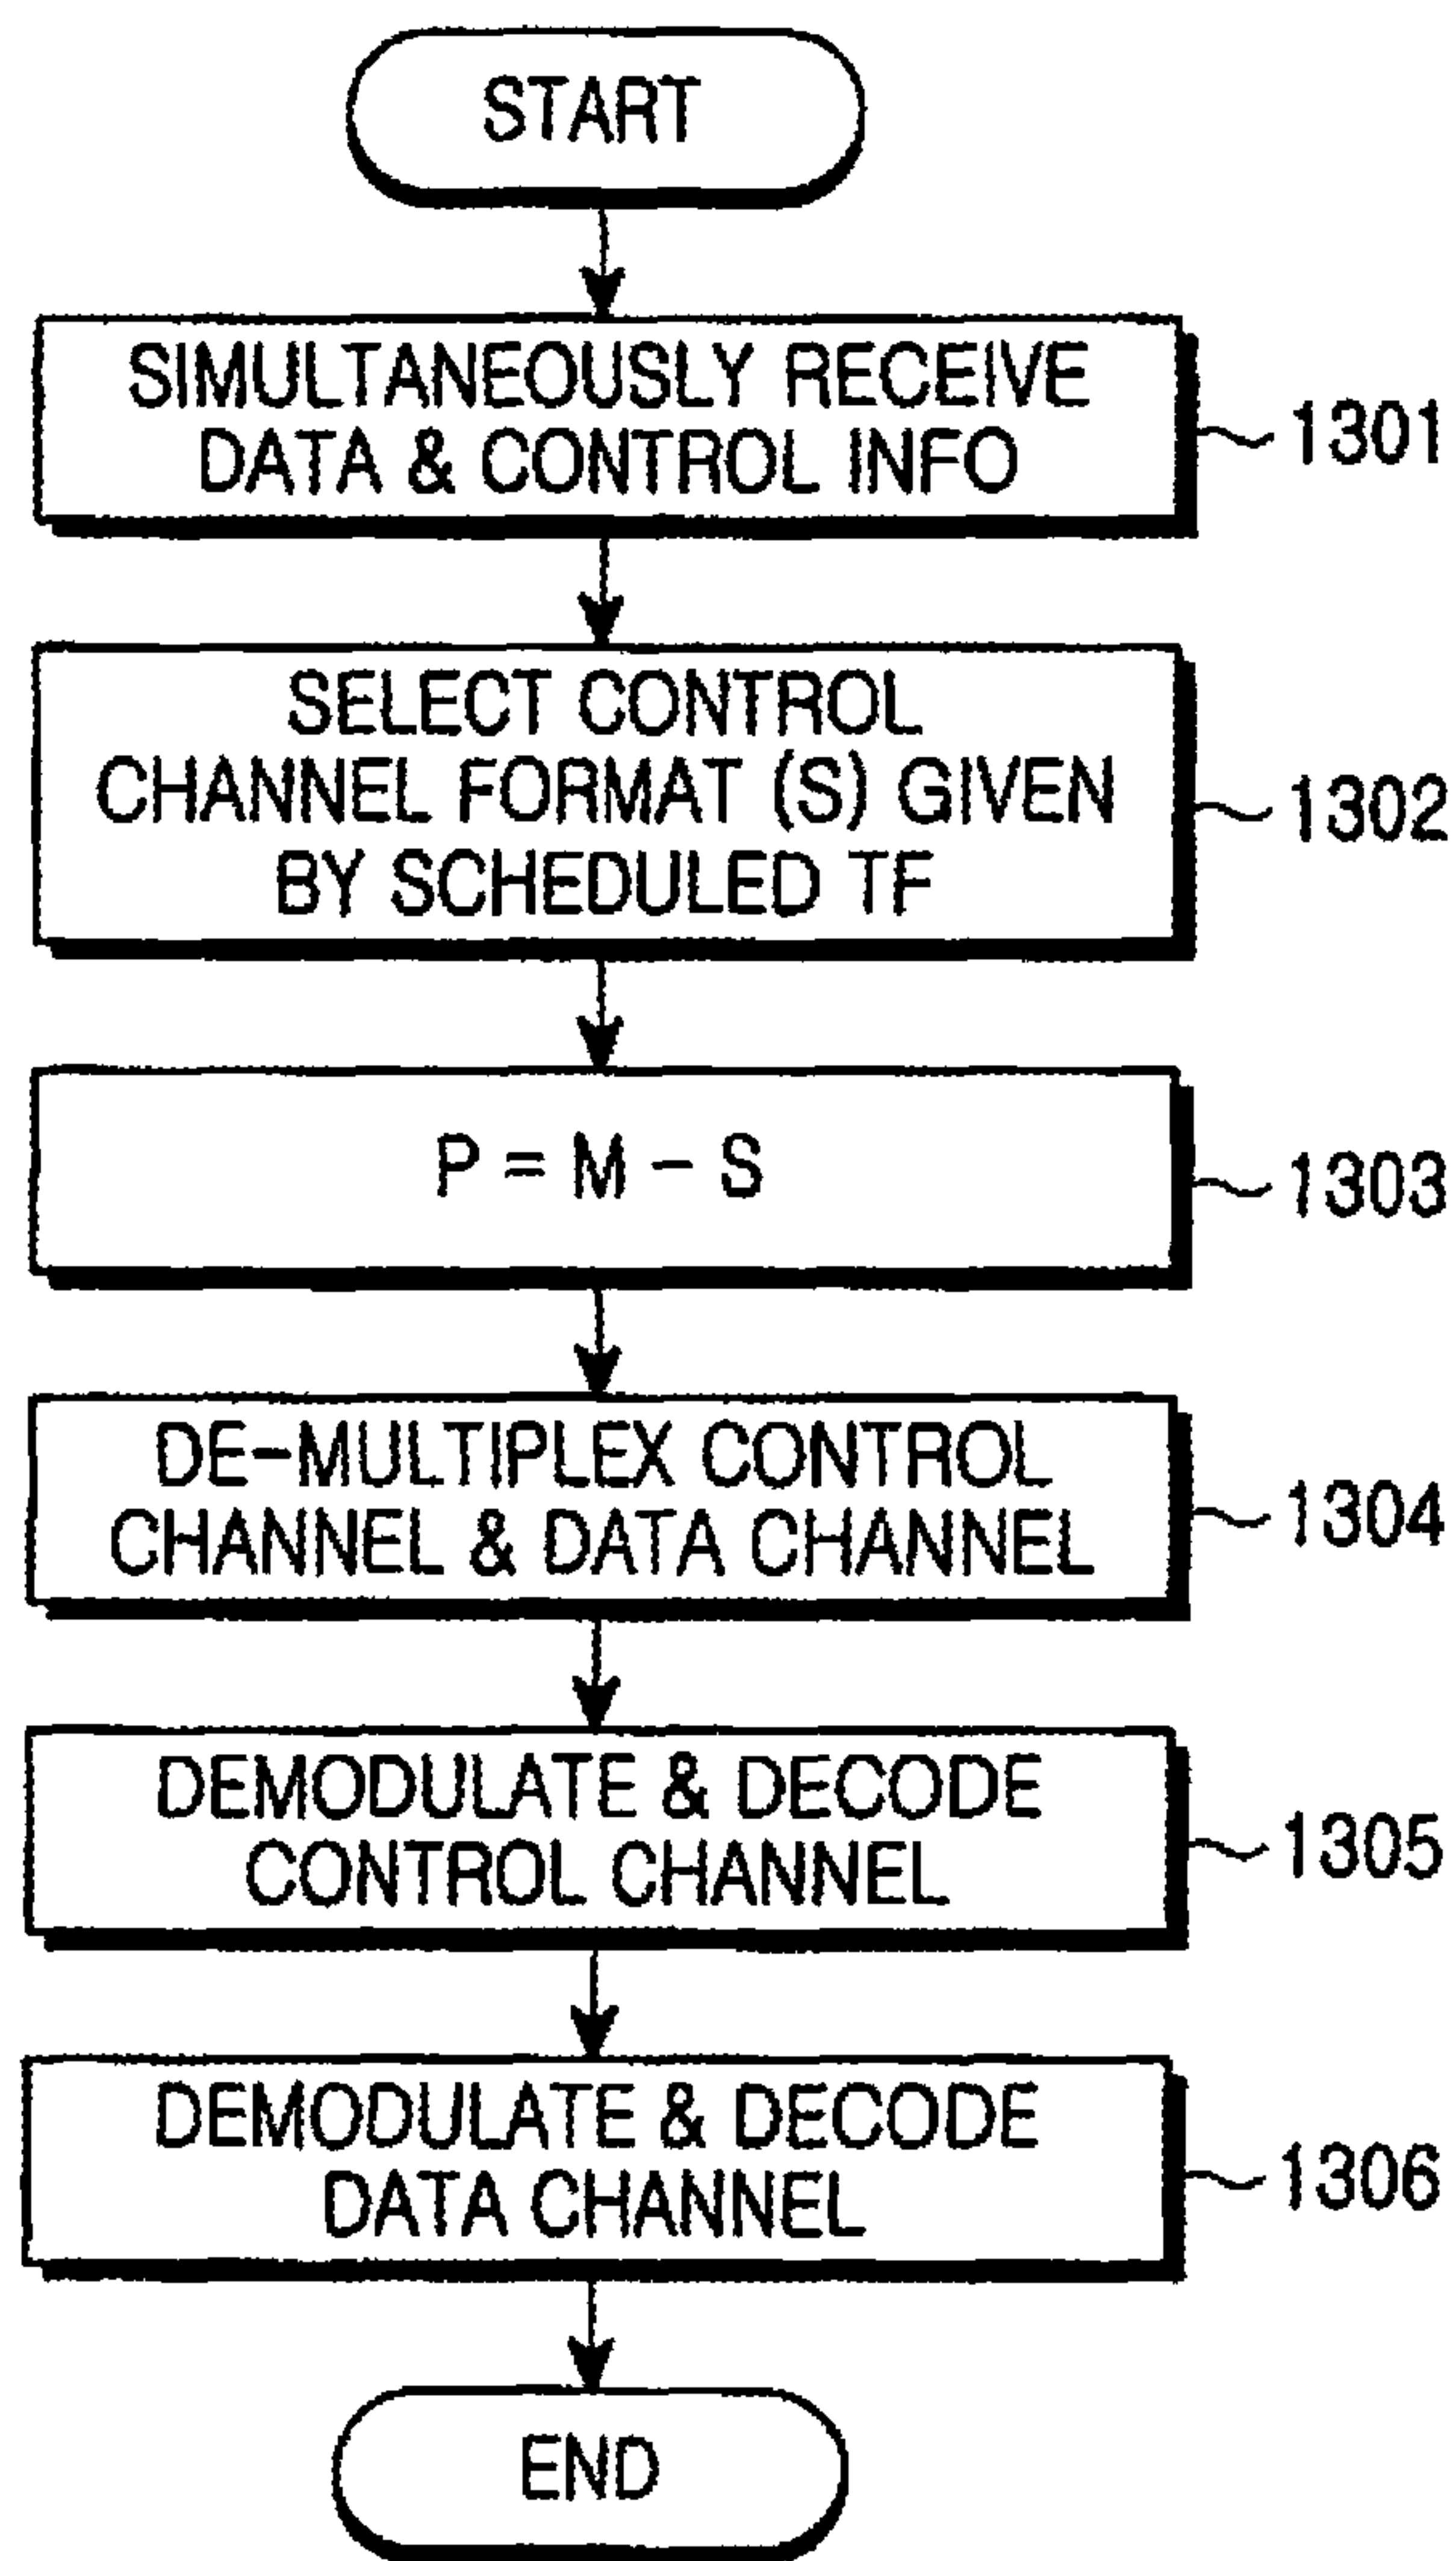 START
SIMULTANEOUSLY RECEIVE
DATA & CONTROL INFO
1301
SELECT CONTROL
CHANNEL FORMAT (S) GIVEN
BY SCHEDULED TF
1302
P = M – S
1303
DE-MULTIPLEX CONTROL
CHANNEL & DATA CHANNEL
1304
DEMODULATE & DECODE
CONTROL CHANNEL
1305
DEMODULATE & DECODE
DATA CHANNEL
1306
END